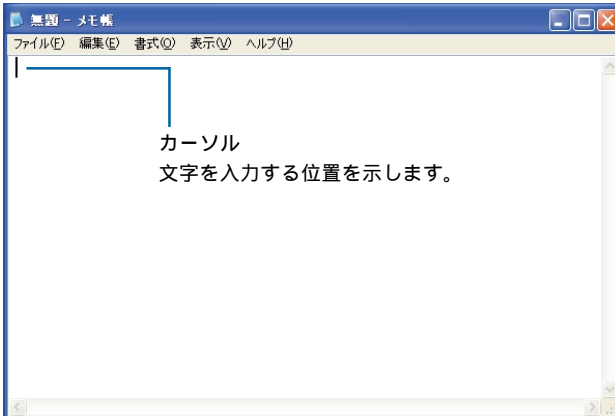 無題 - メモ帳
ファイル(F) 編集(E) 書式(O) 表示(V) ヘルプ(H)
カーソル
文字を入力する位置を示します。